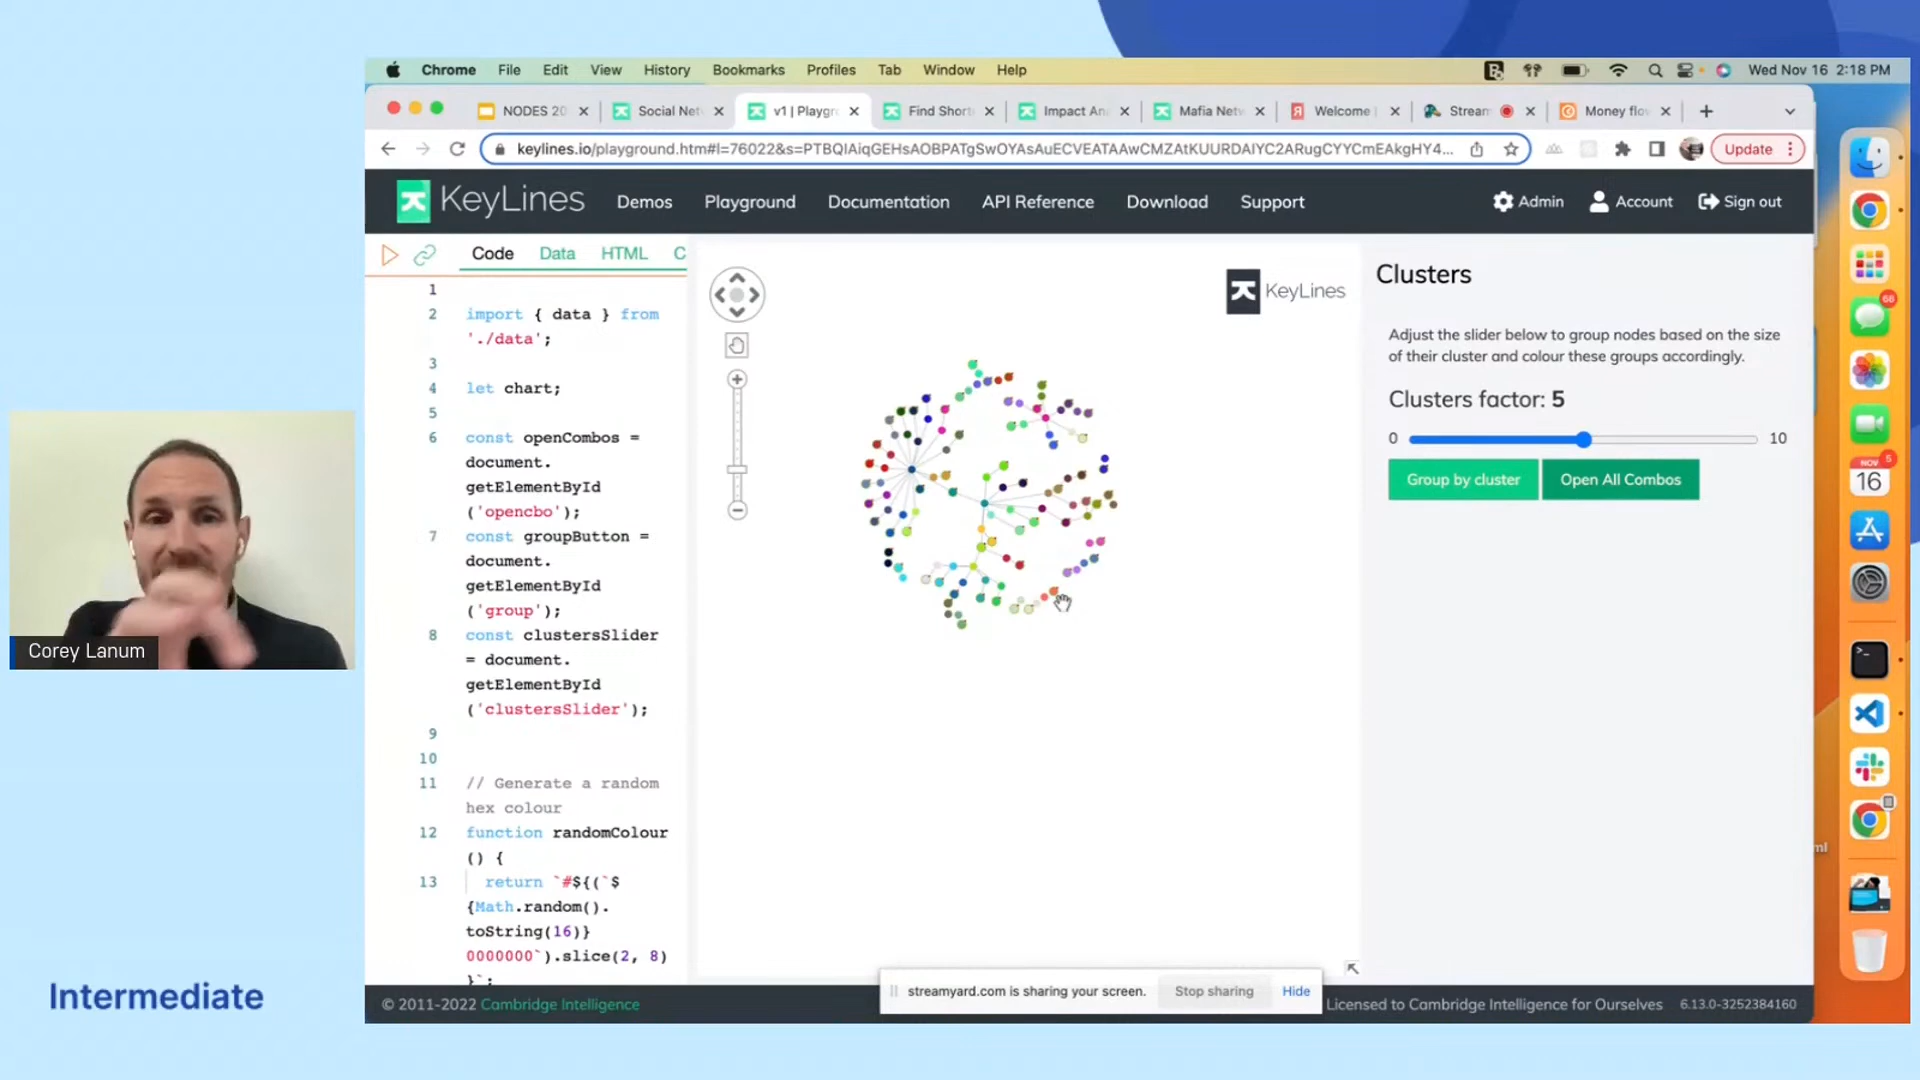 Chrome File Edit View History Bookmarks Profiles Tab Window Help Wed Nov 16 2:18 PM
NODES 20 Social Net v1 | Playgr Find Short Impact An Mafia Net Welcome | Stream Money flo
keylines.io/playground.htm#l=76022&s=PTBQIAiqGEHsAOBPATgSwOYAsAuECVEATAAwCMZAtKUURDAIYC2ARugCYYCmEAkgHY4... Update
KeyLines Demos Playground Documentation API Reference Download Support Admin Account Sign out
Code Data HTML C
1
2 import { data } from
'./data';
3
4 let chart;
5
6 const openCombos =
document.
getElementById
('opencbo');
7 const groupButton =
document.
getElementById
('group');
8 const clustersSlider
= document.
getElementById
('clustersSlider');
9
10
11 // Generate a random
hex colour
12 function randomColour
() {
13 return `#${(`$
{Math.random().
toString(16)}
0000000`).slice(2, 8)
}`;
KeyLines
Clusters
Adjust the slider below to group nodes based on the size
of their cluster and colour these groups accordingly.
Clusters factor: 5
0 10
Group by cluster Open All Combos
66
NOV 5
16
ml
Corey Lanum
Intermediate
streamyard.com is sharing your screen. Stop sharing Hide
© 2011-2022 Cambridge Intelligence Licensed to Cambridge Intelligence for Ourselves 6.13.0-3252384160